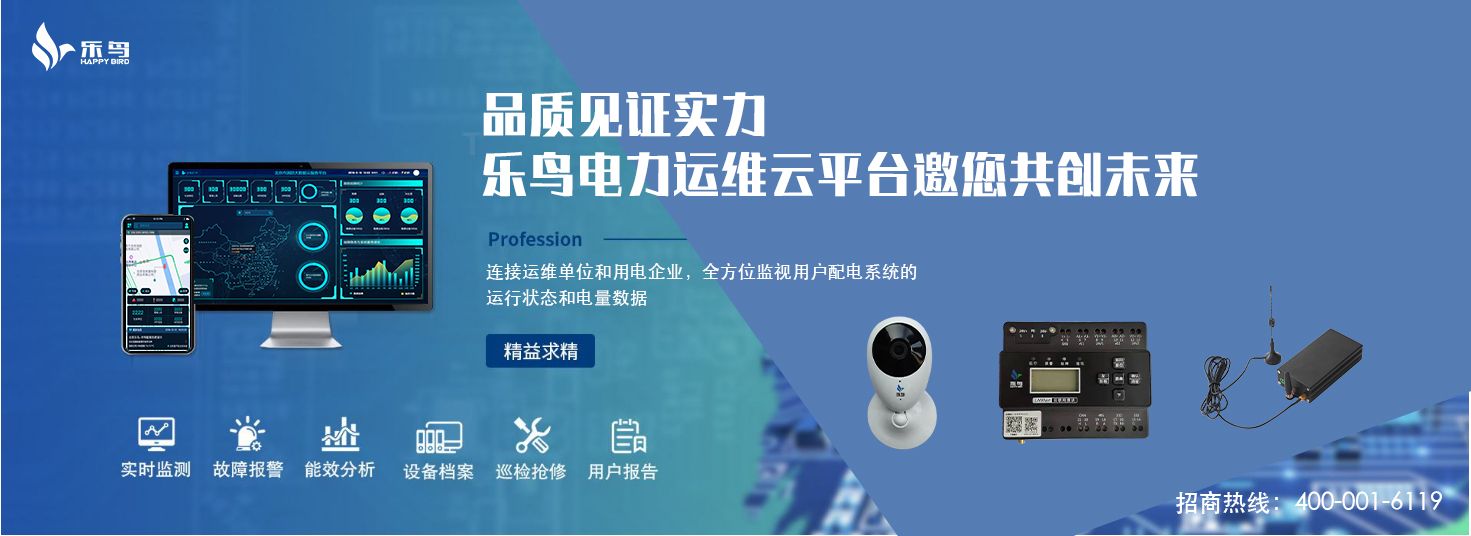 乐鸟
HAPPY BIRD
品质见证实力
乐鸟电力运维云平台邀您共创未来
Profession
连接运维单位和用电企业，全方位监视用户配电系统的
运行状态和电量数据
精益求精
实时监测
故障报警
能效分析
设备档案
巡检抢修
用户报告
乐鸟
乐鸟
招商热线：400-001-6119